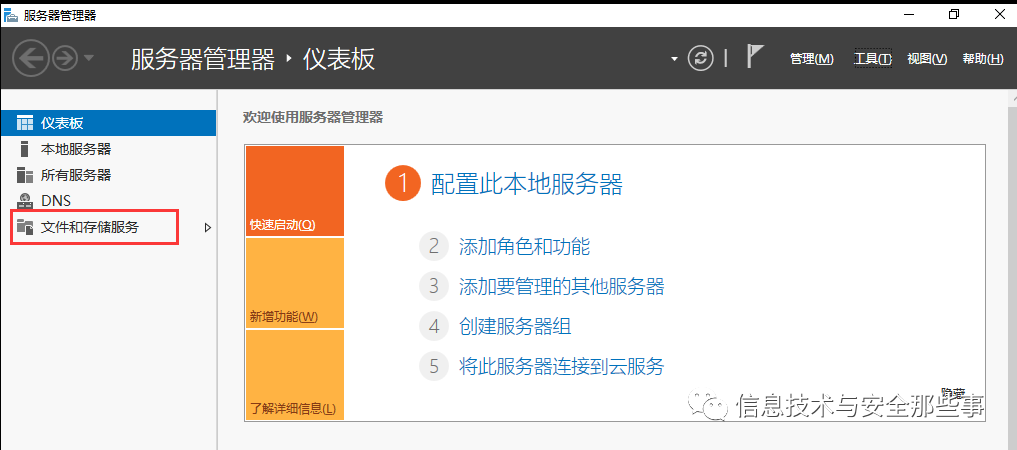 服务器管理器
服务器管理器 ‣ 仪表板
管理(M) 工具(T) 视图(V) 帮助(H)
仪表板
本地服务器
所有服务器
DNS
文件和存储服务
欢迎使用服务器管理器
快速启动(Q)
新增功能(W)
了解详细信息(L)
1 配置此本地服务器
2 添加角色和功能
3 添加要管理的其他服务器
4 创建服务器组
5 将此服务器连接到云服务
隐藏
信息技术与安全那些事